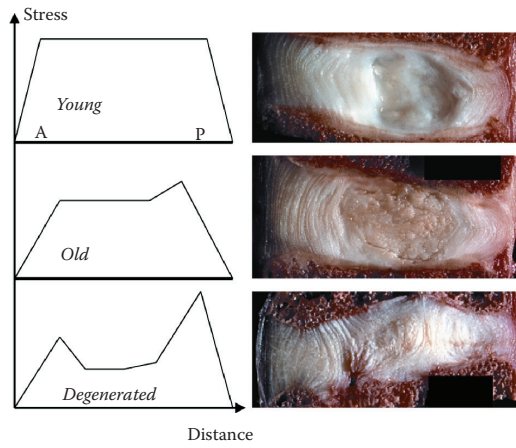 Stress
Young
A P
Old
Degenerated
Distance